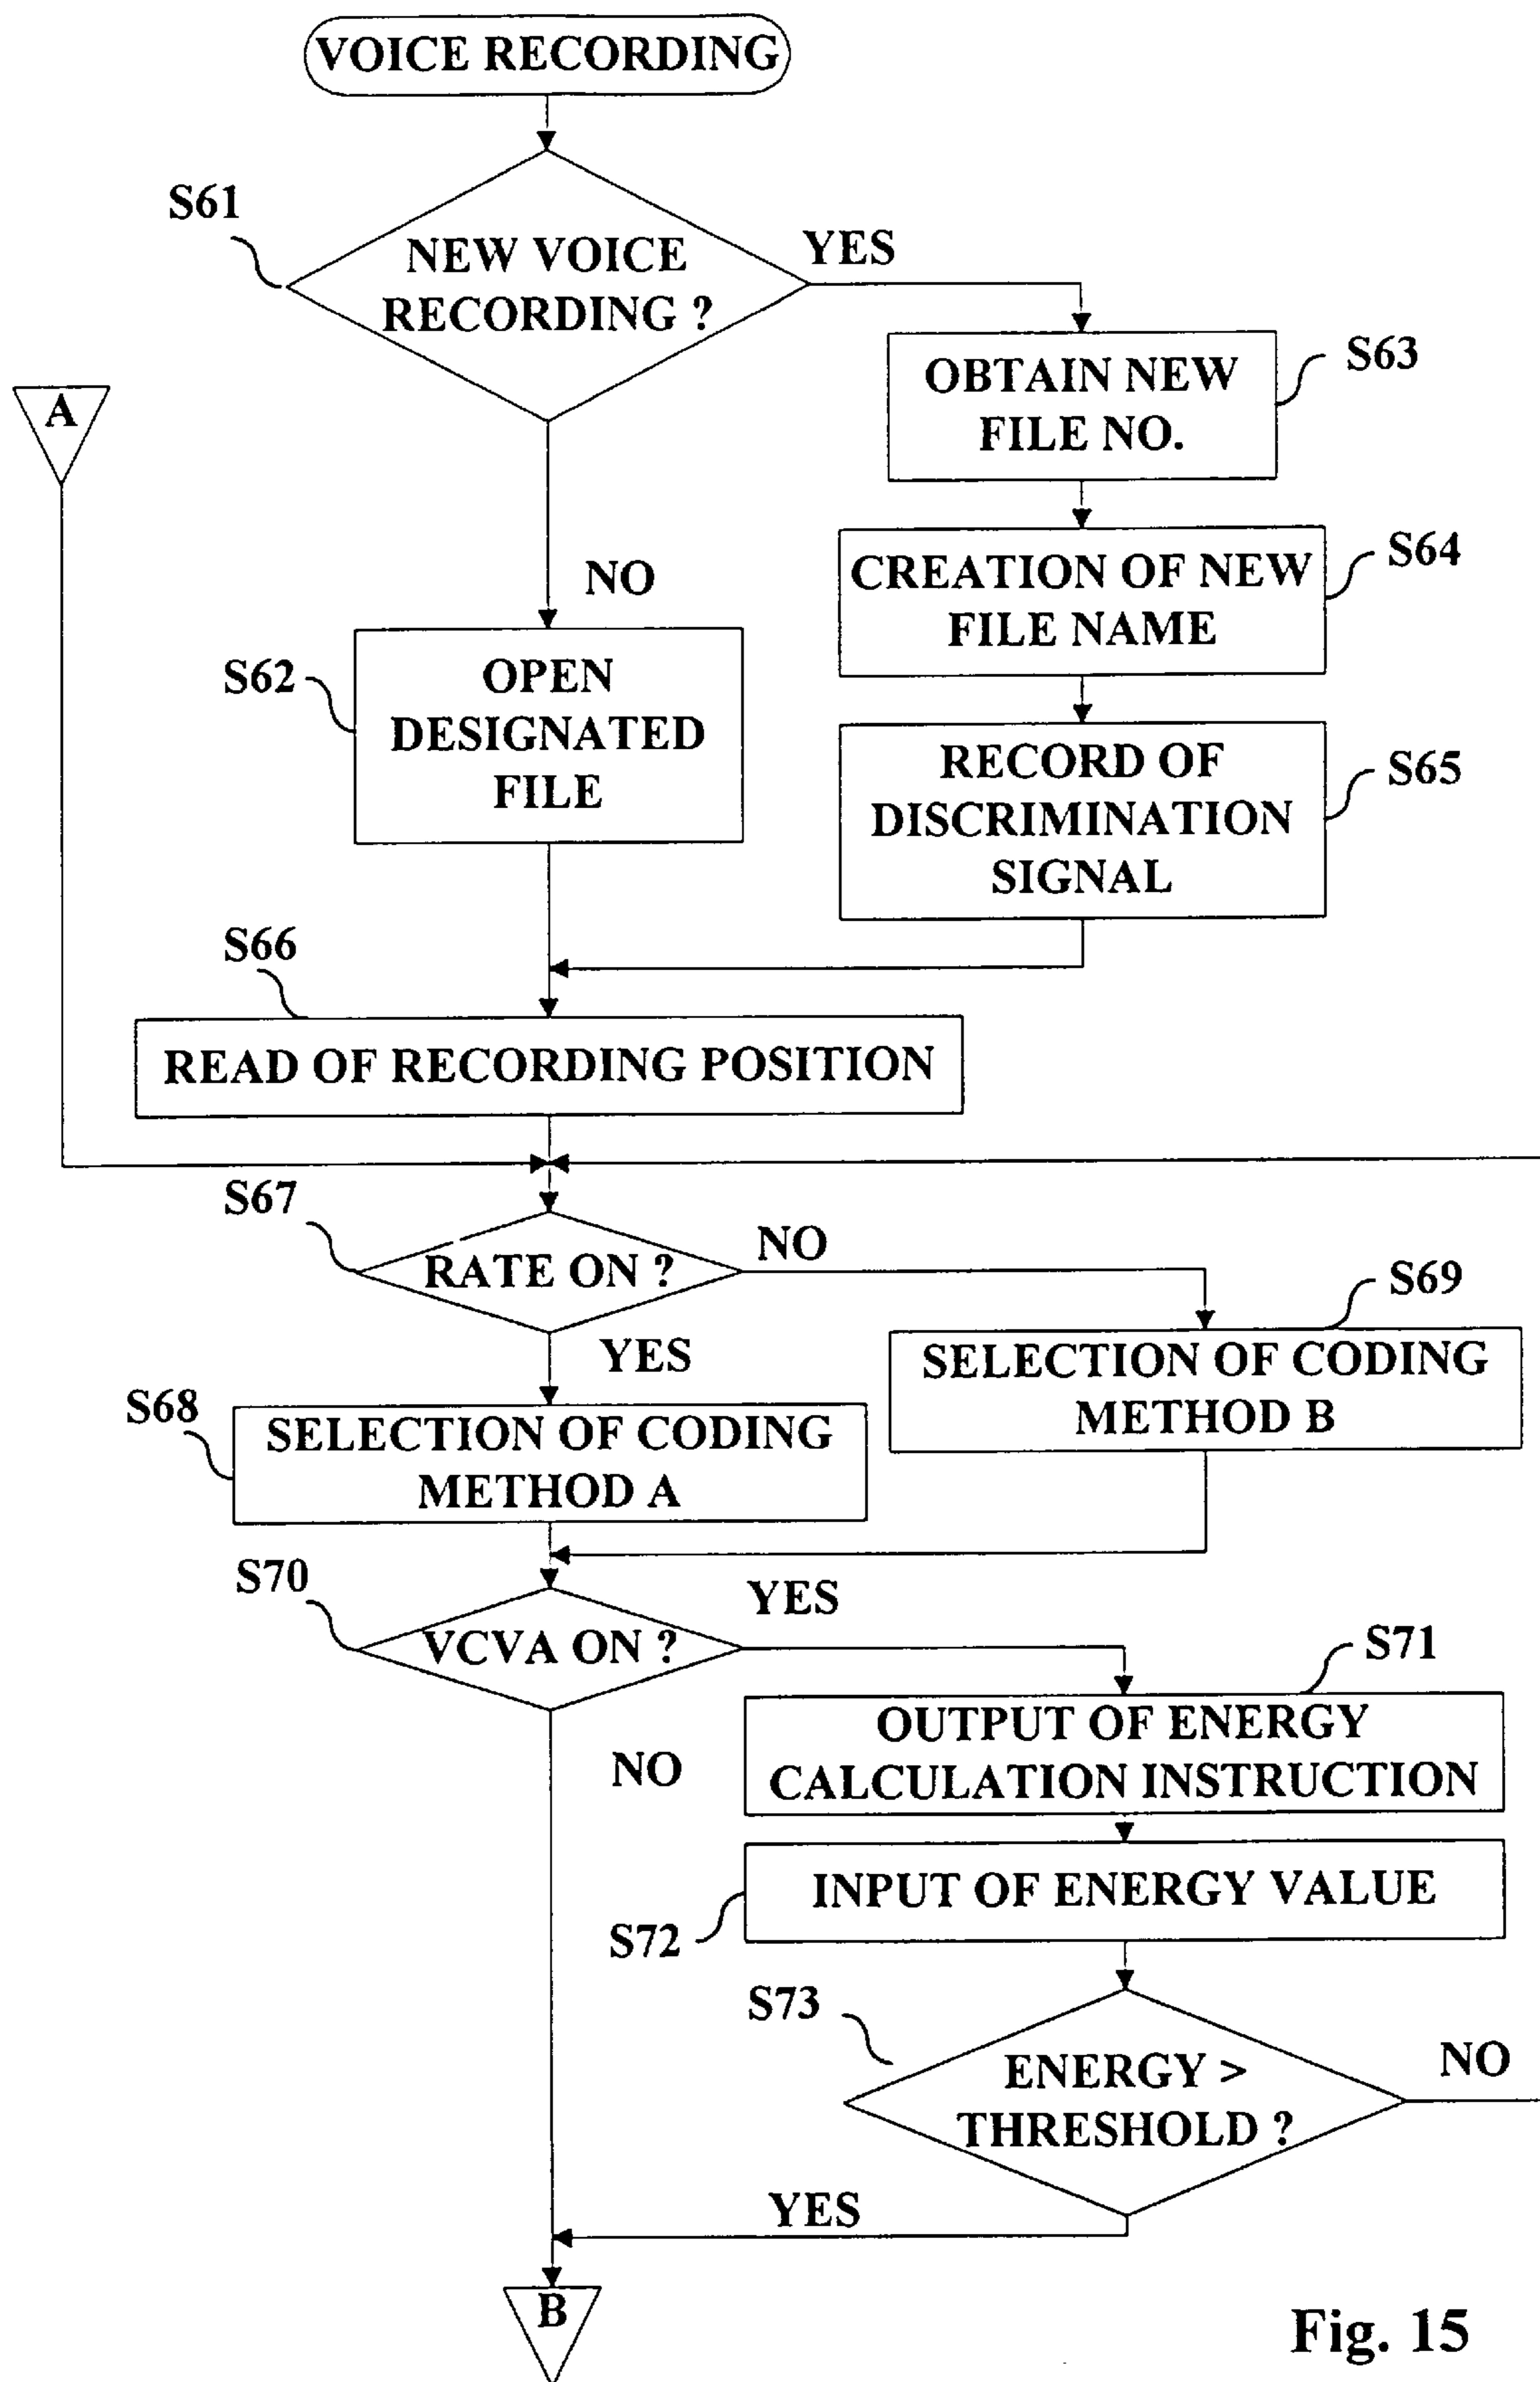 VOICE RECORDING
S61
NEW VOICE
RECORDING ?
YES
NO
A
OBTAIN NEW
FILE NO.
S63
CREATION OF NEW
FILE NAME
S64
S62
OPEN
DESIGNATED
FILE
RECORD OF
DISCRIMINATION
SIGNAL
S65
S66
READ OF RECORDING POSITION
S67
RATE ON ?
NO
YES
S69
SELECTION OF CODING
METHOD B
S68
SELECTION OF CODING
METHOD A
S70
VCVA ON ?
YES
NO
S71
OUTPUT OF ENERGY
CALCULATION INSTRUCTION
INPUT OF ENERGY VALUE
S72
S73
ENERGY >
THRESHOLD ?
NO
YES
B
Fig. 15